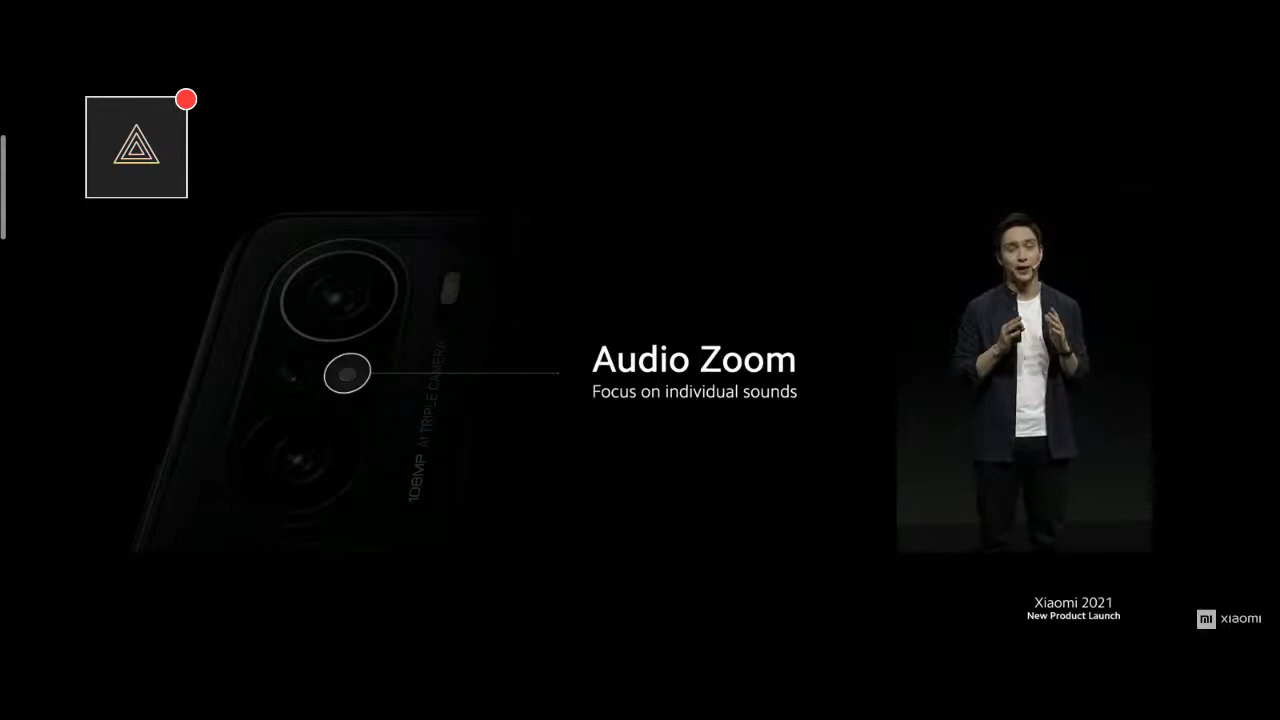 Audio Zoom
Focus on individual sounds
108MP AI TRIPLE CAMERA
Xiaomi 2021
New Product Launch
mi xiaomi